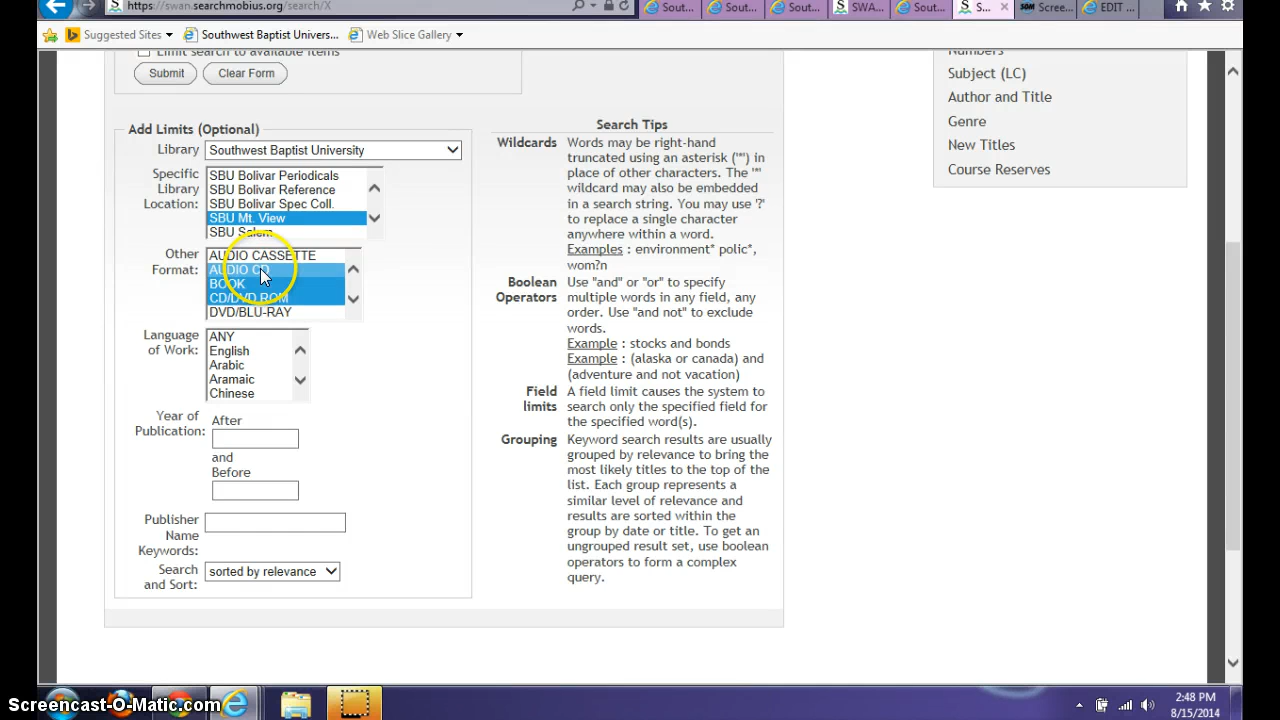 https://swan.searchmobius.org/search/X
Sout...
Sout...
Sout...
SWA...
Sout...
S...
Scree...
EDIT ...
Suggested Sites
Southwest Baptist Univers...
Web Slice Gallery
Limit search to available items
Submit
Clear Form
Numbers
Subject (LC)
Author and Title
Genre
New Titles
Course Reserves
Add Limits (Optional)
Library
Southwest Baptist University
Specific
Library
Location:
SBU Bolivar Periodicals
SBU Bolivar Reference
SBU Bolivar Spec Coll.
SBU Mt. View
SBU Salem
Other
Format:
AUDIO CASSETTE
AUDIO CD
BOOK
CD/DVD ROM
DVD/BLU-RAY
Language
of Work:
ANY
English
Arabic
Aramaic
Chinese
Year of
Publication:
After
and
Before
Publisher
Name
Keywords:
Search
and Sort:
sorted by relevance
Search Tips
Wildcards
Words may be right-hand
truncated using an asterisk ('*') in
place of other characters. The '*'
wildcard may also be embedded
in a search string. You may use '?'
to replace a single character
anywhere within a word.
Examples : environment* polic*,
wom?n
Boolean
Operators
Use "and" or "or" to specify
multiple words in any field, any
order. Use "and not" to exclude
words.
Example : stocks and bonds
Example : (alaska or canada) and
(adventure and not vacation)
Field
limits
A field limit causes the system to
search only the specified field for
the specified word(s).
Grouping
Keyword search results are usually
grouped by relevance to bring the
most likely titles to the top of the
list. Each group represents a
similar level of relevance and
results are sorted within the
group by date or title. To get an
ungrouped result set, use boolean
operators to form a complex
query.
Screencast-O-Matic.com
2:48 PM
8/15/2014